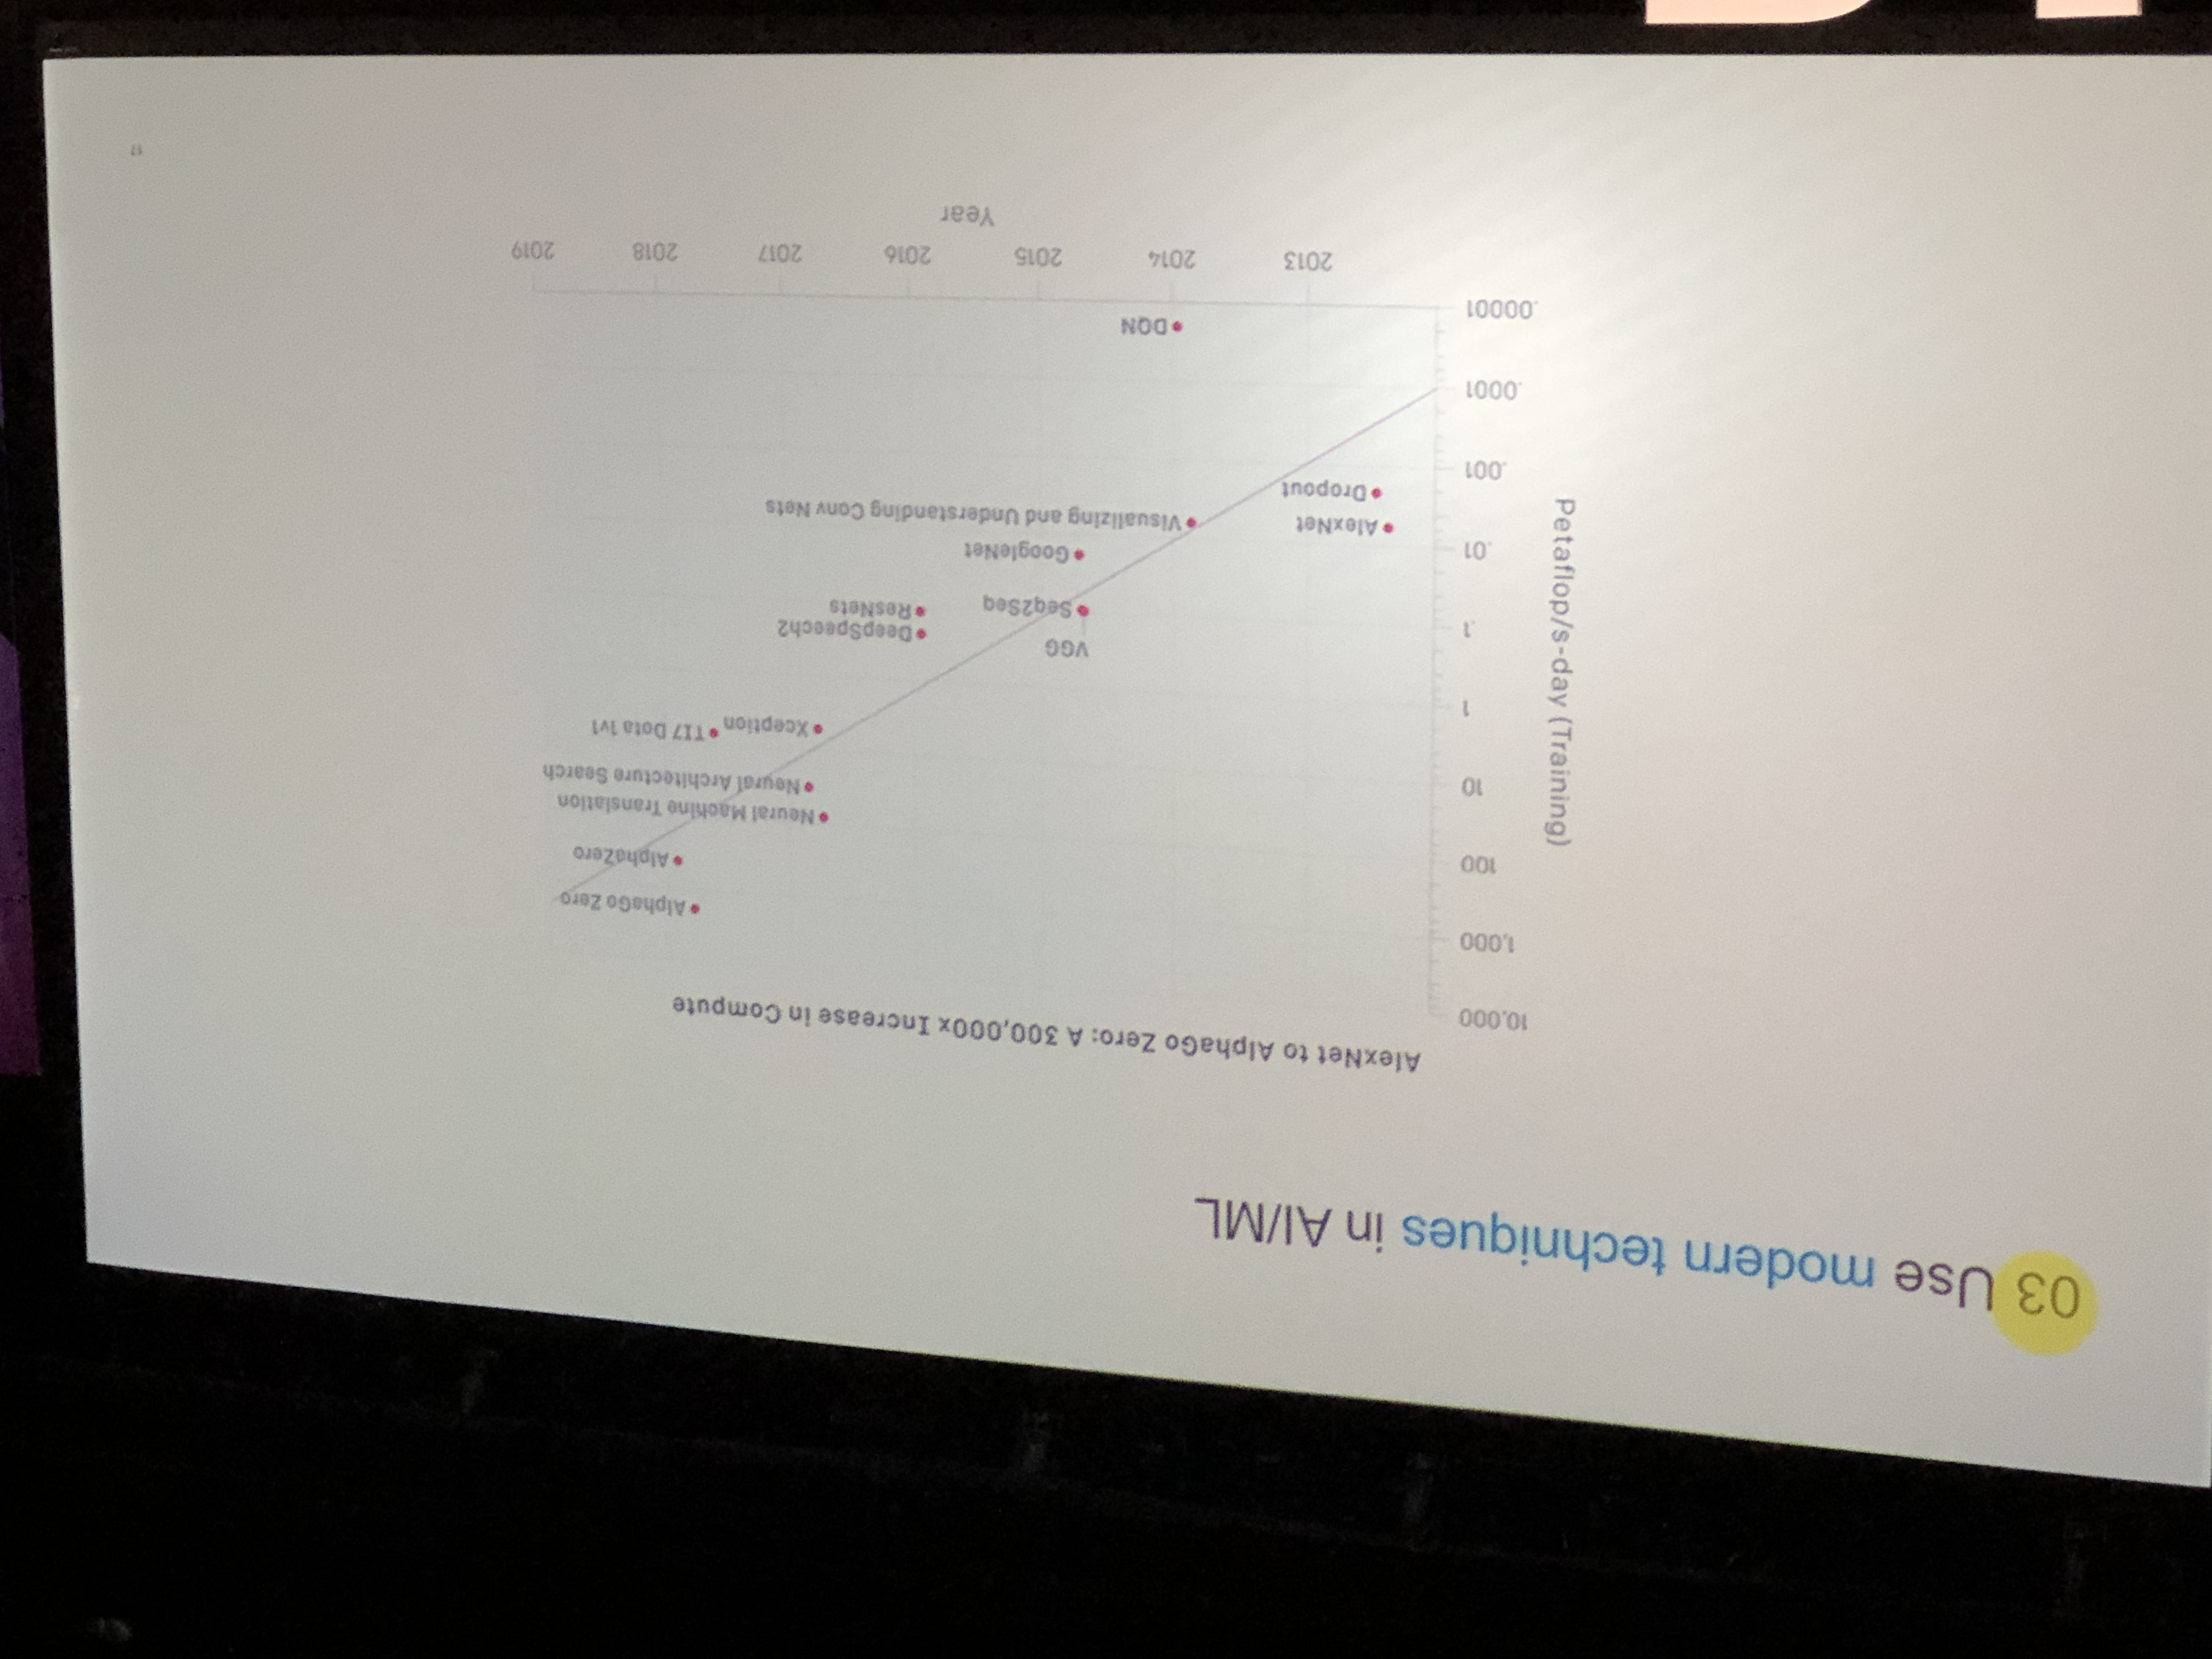 03 Use modern techniques in AI/ML
AlexNet to AlphaGo Zero: A 300,000x Increase in Compute
10,000
1,000
100
10
1
.1
.01
.001
.0001
.00001
Petaflop/s-day (Training)
AlphaGo Zero
AlphaZero
Neural Machine Translation
Neural Architecture Search
Xception
TI7 Dota 1v1
VGG
Seq2Seq
DeepSpeech2
ResNets
GoogleNet
AlexNet
Visualizing and Understanding Conv Nets
Dropout
DQN
2013 2014 2015 2016 2017 2018 2019
Year
17